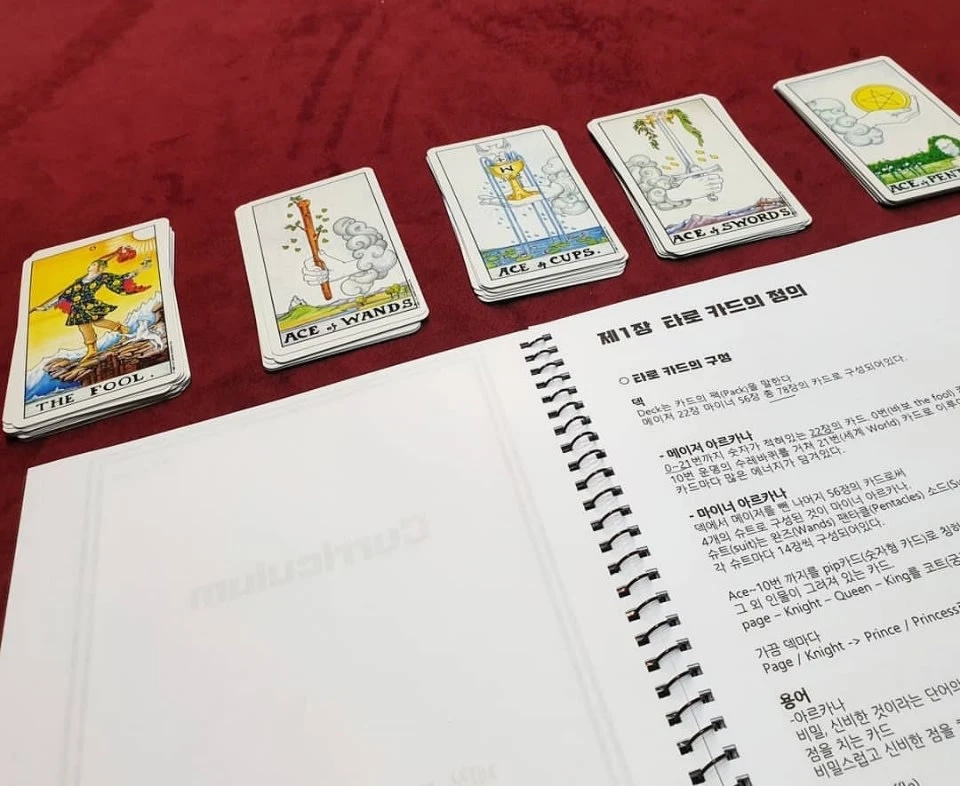 0
THE FOOL.
ACE of WANDS.
ACE of CUPS.
ACE of SWORDS.
ACE of PENT
Curriculum
제1장 타로 카드의 정의
○ 타로 카드의 구형
덱
Deck는 카드의 팩(Pack)을 말한다
메이저 22장 마이너 56장 총 78장의 카드로 구성되어있다.
- 메이저 아르카나
0~21번까지 숫자가 적혀있는 22장의 카드 0번(바보 the fool)
10번 운명의 수레바퀴를 거쳐 21번(세계 World) 카드로
카드마다 많은 에너지가 담겨있다.
- 마이너 아르카나
덱에서 메이저를 뺀 나머지 56장의 카드로써
4개의 슈트로 구성된 것이 마이너 아르카나.
슈트(suit)는 완즈(Wands) 팬타클(Pentacles) 소드(Su
각 슈트마다 14장씩 구성되어있다.
Ace~10번 까지를 pip카드(숫자형 카드)로
그 외 인물이 그려져 있는 카드
page – Knight – Queen – King를 코트(궁
가끔 덱마다
Page / Knight -> Prince / Princess
용어
-아르카나
비밀, 신비한 것이라는 단어의
점을 치는 카드
비밀스럽고 신비한 점을